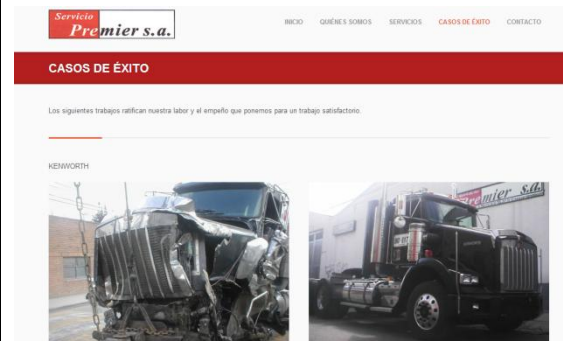 Servicio
Premier s.a.
INICIO QUIÉNES SOMOS SERVICIOS CASOS DE ÉXITO CONTACTO
CASOS DE ÉXITO
Los siguientes trabajos ratifican nuestra labor y el empeño que ponemos para un trabajo satisfactorio.
KENWORTH
Premier s.a.